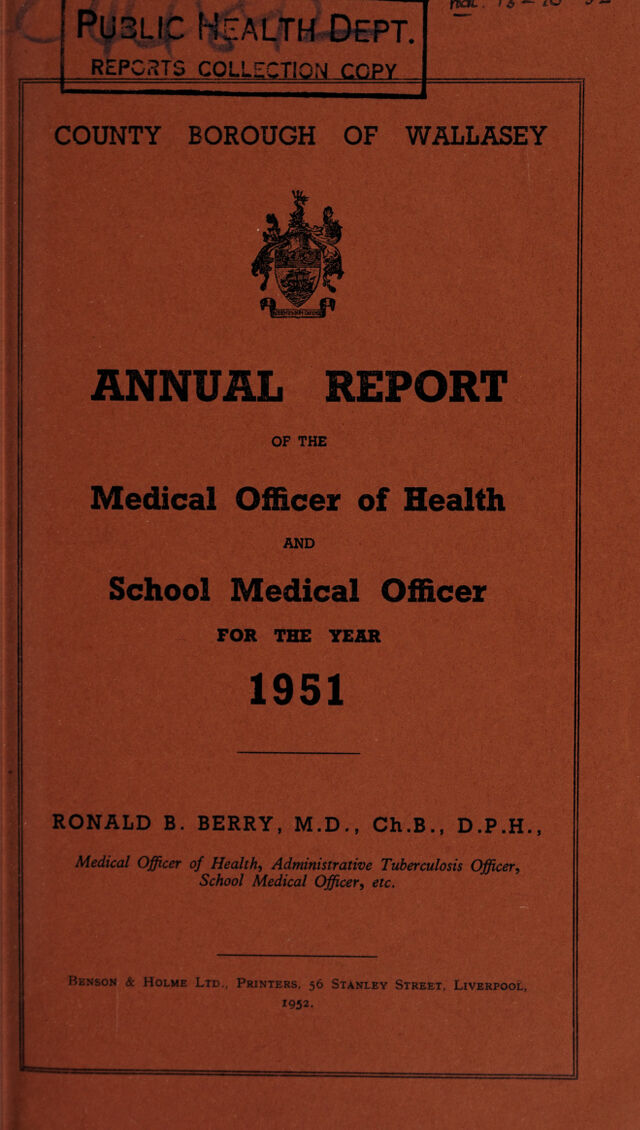 PUBLIC HEALTH DEPT.
REPORTS COLLECTION COPY
COUNTY BOROUGH OF WALLASEY
ANNUAL REPORT
OF THE
Medical Officer of Health
AND
School Medical Officer
FOR THE YEAR
1951
RONALD B. BERRY, M.D., Ch.B., D.P.H.,
Medical Officer of Health, Administrative Tuberculosis Officer,
School Medical Officer, etc.
BENSON & HOLME LTD., PRINTERS, 56 STANLEY STREET, LIVERPOOL,
1952.